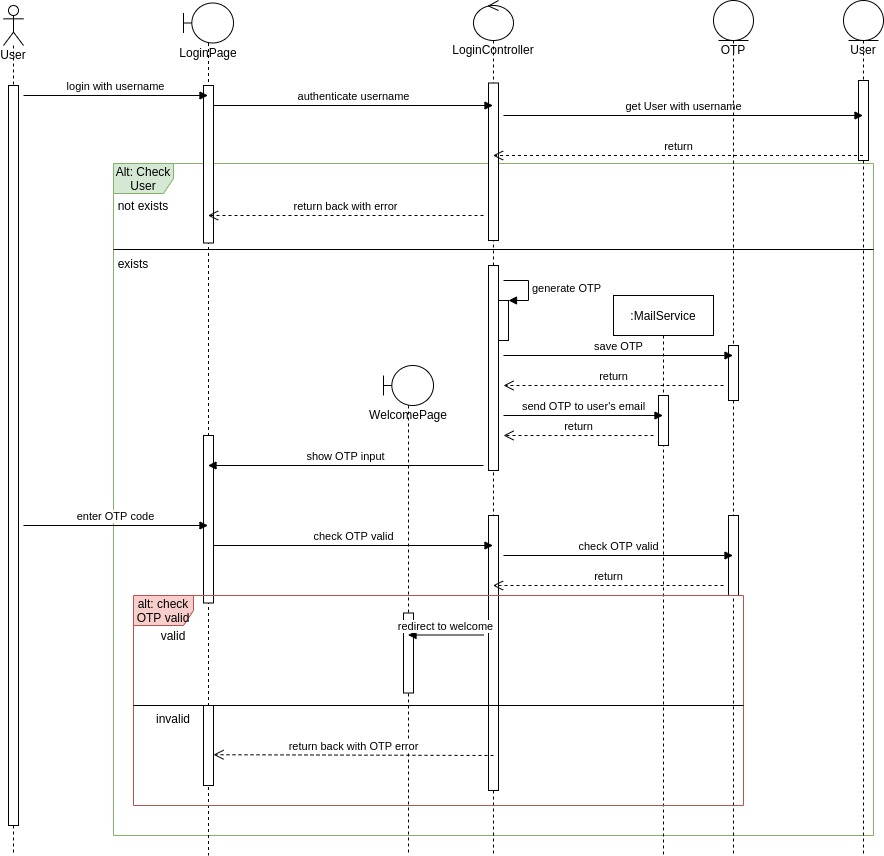 User
LoginPage
LoginController
OTP
User
login with username
authenticate username
get User with username
return
Alt: Check
User
not exists
return back with error
exists
generate OTP
:MailService
save OTP
return
WelcomePage
send OTP to user's email
return
show OTP input
enter OTP code
check OTP valid
check OTP valid
return
alt: check
OTP valid
redirect to welcome
valid
invalid
return back with OTP error